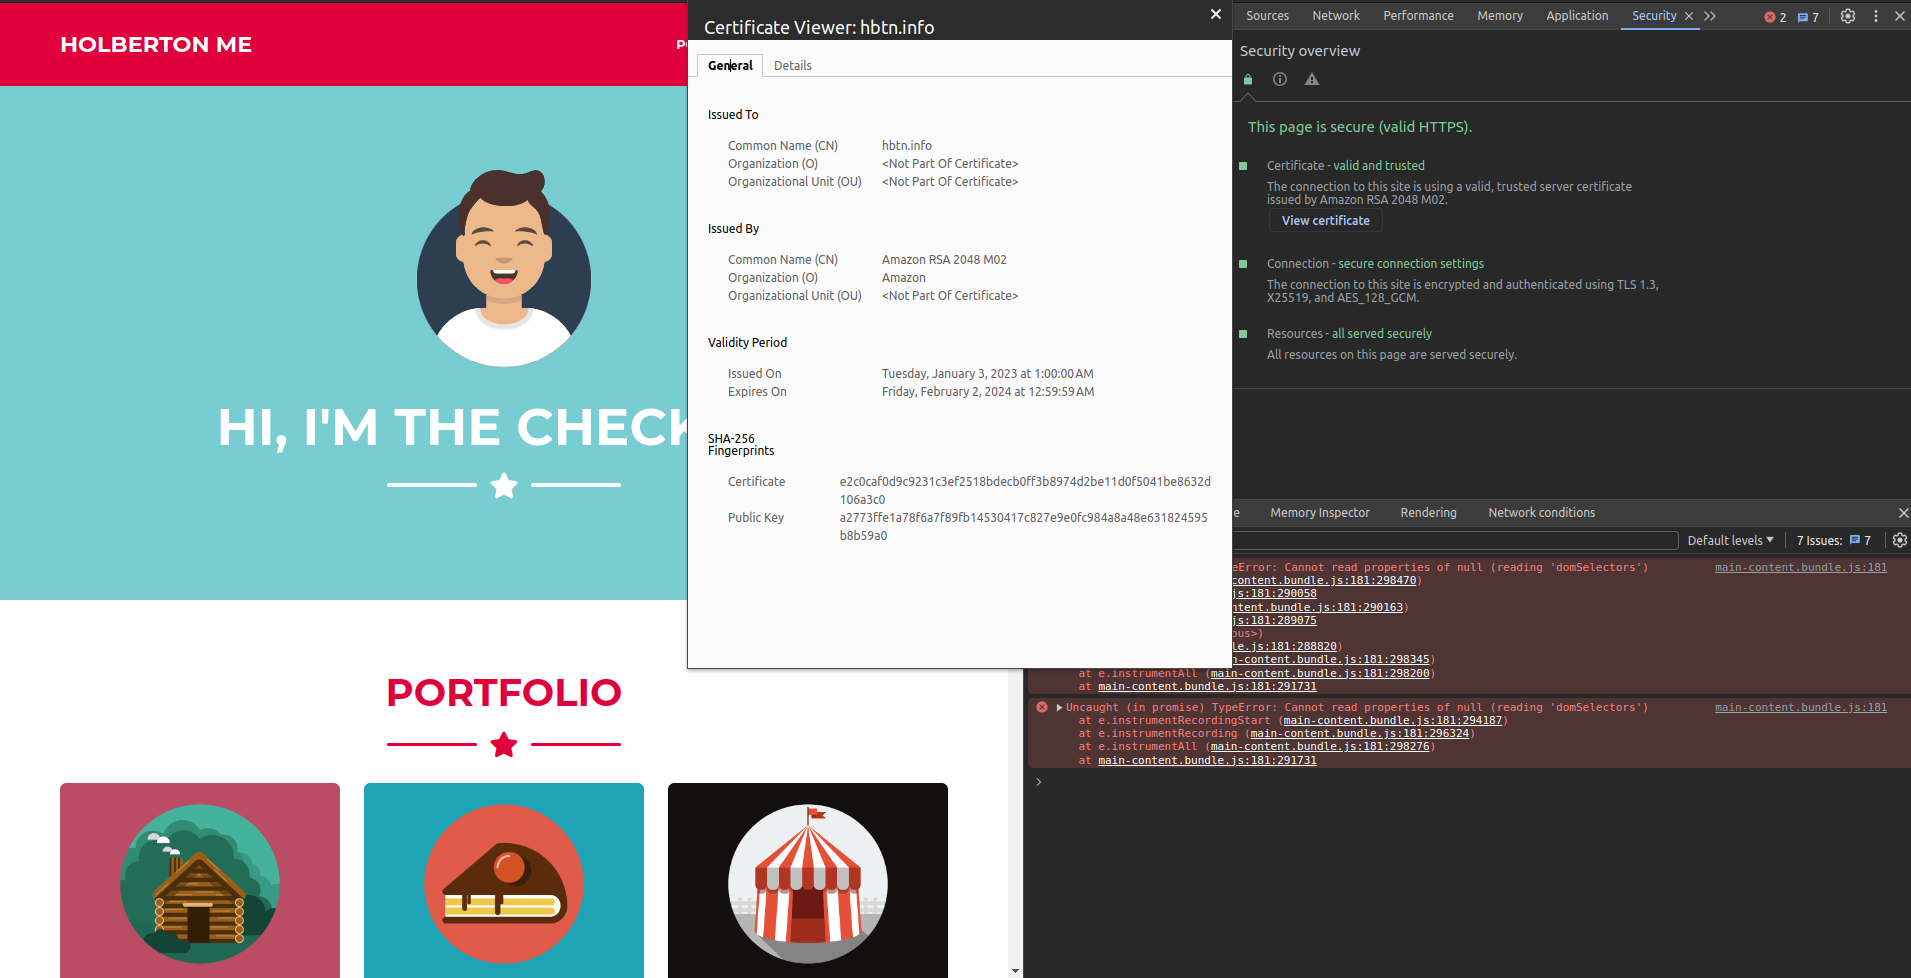 HOLBERTON ME
HI, I'M THE CHECK
PORTFOLIO
Certificate Viewer: hbtn.info
General Details
Issued To
Common Name (CN) hbtn.info
Organization (O) <Not Part Of Certificate>
Organizational Unit (OU) <Not Part Of Certificate>
Issued By
Common Name (CN) Amazon RSA 2048 M02
Organization (O) Amazon
Organizational Unit (OU) <Not Part Of Certificate>
Validity Period
Issued On Tuesday, January 3, 2023 at 1:00:00 AM
Expires On Friday, February 2, 2024 at 12:59:59 AM
SHA-256
Fingerprints
Certificate e2c0caf0d9c9231c3ef2518bdecb0ff3b8974d2be11d0f5041be8632d
106a3c0
Public Key a2773ffe1a78f6a7f89fb14530417c827e9e0fc984a8a48e631824595
b8b59a0
Sources Network Performance Memory Application Security 2 7
Security overview
This page is secure (valid HTTPS).
Certificate - valid and trusted
The connection to this site is using a valid, trusted server certificate
issued by Amazon RSA 2048 M02.
View certificate
Connection - secure connection settings
The connection to this site is encrypted and authenticated using TLS 1.3,
X25519, and AES_128_GCM.
Resources - all served securely
All resources on this page are served securely.
e Memory Inspector Rendering Network conditions
Default levels 7 Issues: 7
eError: Cannot read properties of null (reading 'domSelectors') main-content.bundle.js:181
content.bundle.js:181:298470)
js:181:290058
ntent.bundle.js:181:290163)
js:181:289075
ous>)
le.js:181:288820)
n-content.bundle.js:181:298345)
at e.instrumentAll (main-content.bundle.js:181:298200)
at main-content.bundle.js:181:291731
Uncaught (in promise) TypeError: Cannot read properties of null (reading 'domSelectors') main-content.bundle.js:181
at e.instrumentRecordingStart (main-content.bundle.js:181:294187)
at e.instrumentRecording (main-content.bundle.js:181:296324)
at e.instrumentAll (main-content.bundle.js:181:298276)
at main-content.bundle.js:181:291731